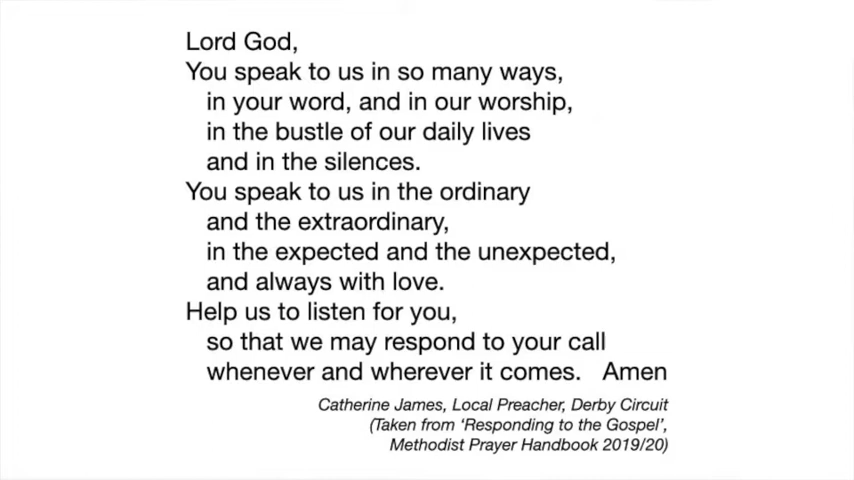 Lord God,
You speak to us in so many ways,
in your word, and in our worship,
in the bustle of our daily lives
and in the silences.
You speak to us in the ordinary
and the extraordinary,
in the expected and the unexpected,
and always with love.
Help us to listen for you,
so that we may respond to your call
whenever and wherever it comes. Amen
Catherine James, Local Preacher, Derby Circuit
(Taken from ‘Responding to the Gospel’,
Methodist Prayer Handbook 2019/20)